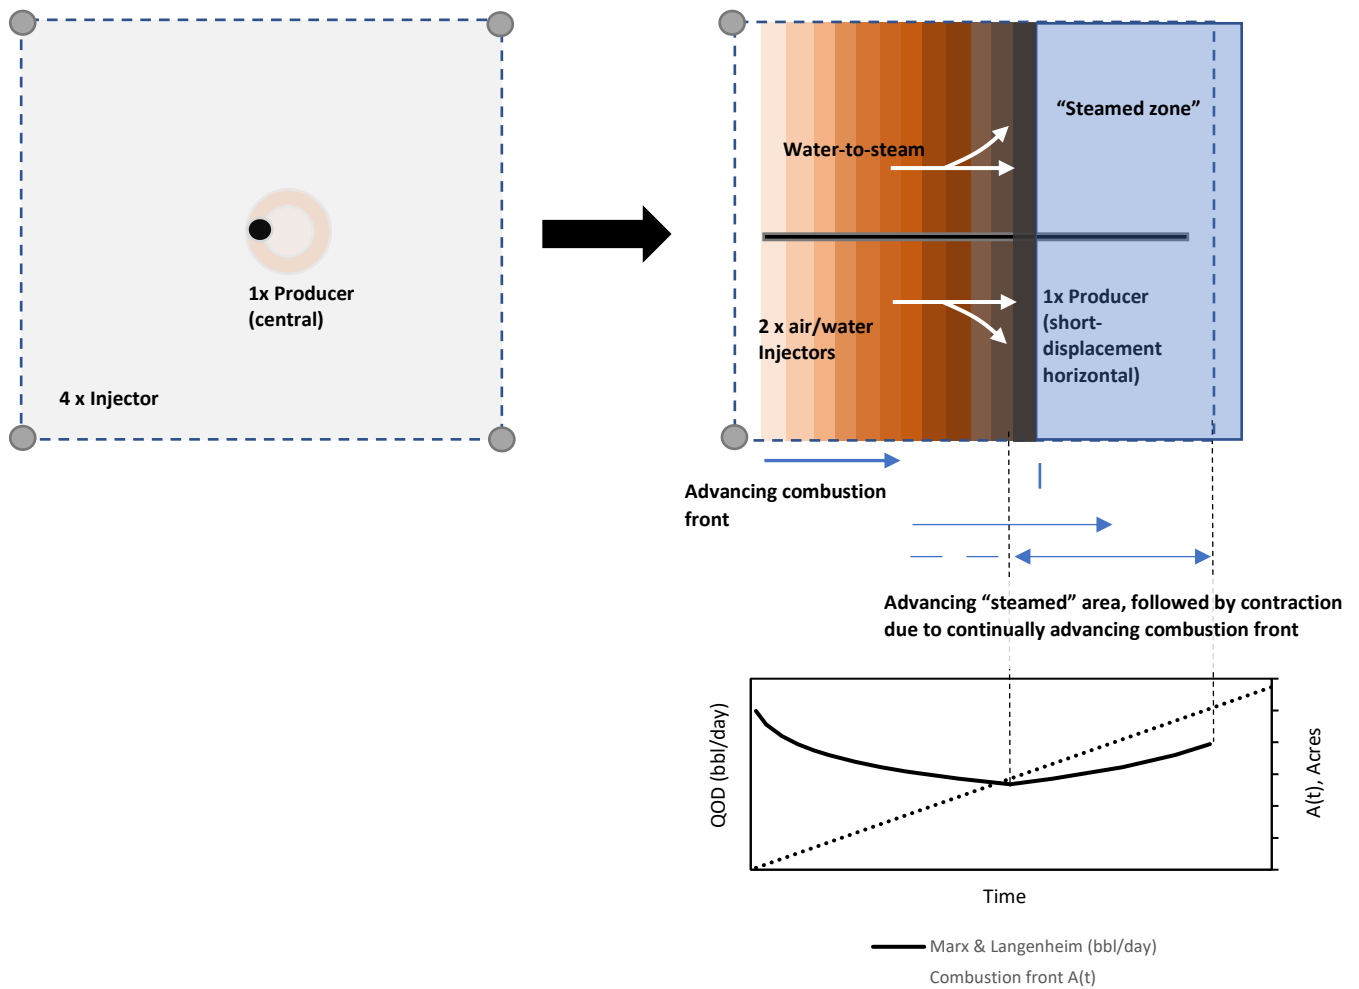 1x Producer
(central)
4 x Injector
“Steamed zone”
Water-to-steam
2 x air/water
Injectors
1x Producer
(short-
displacement
horizontal)
Advancing combustion
front
Advancing “steamed” area, followed by contraction
due to continually advancing combustion front
QOD (bbl/day)
A(t), Acres
Time
Marx & Langenheim (bbl/day)
Combustion front A(t)